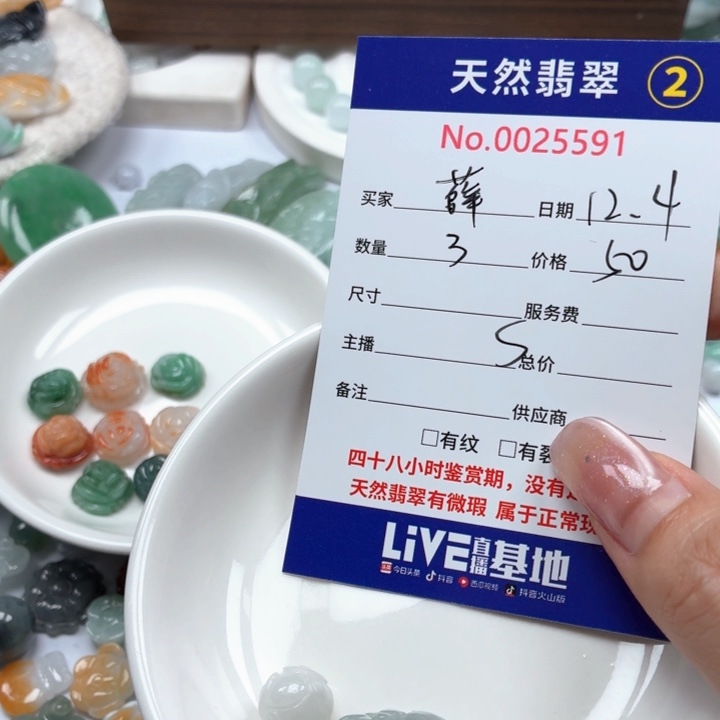 天然翡翠 2
No.0025591
买家 薛 日期 12.4
数量 3 价格 50
尺寸 服务费
主播 S 总价
备注 供应商
□有纹 □有裂
四十八小时鉴赏期，没有
天然翡翠有微瑕 属于正常现
LiVE直播基地
今日头条 抖音 西瓜视频 抖音火山版